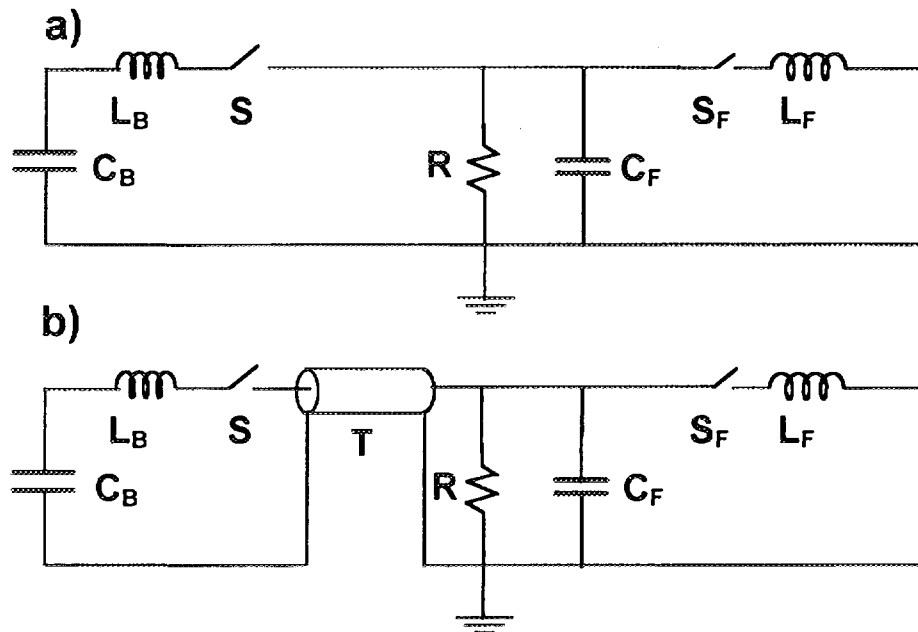 a)
L_B S S_F L_F
C_B R C_F
b)
L_B S T S_F L_F
C_B R C_F